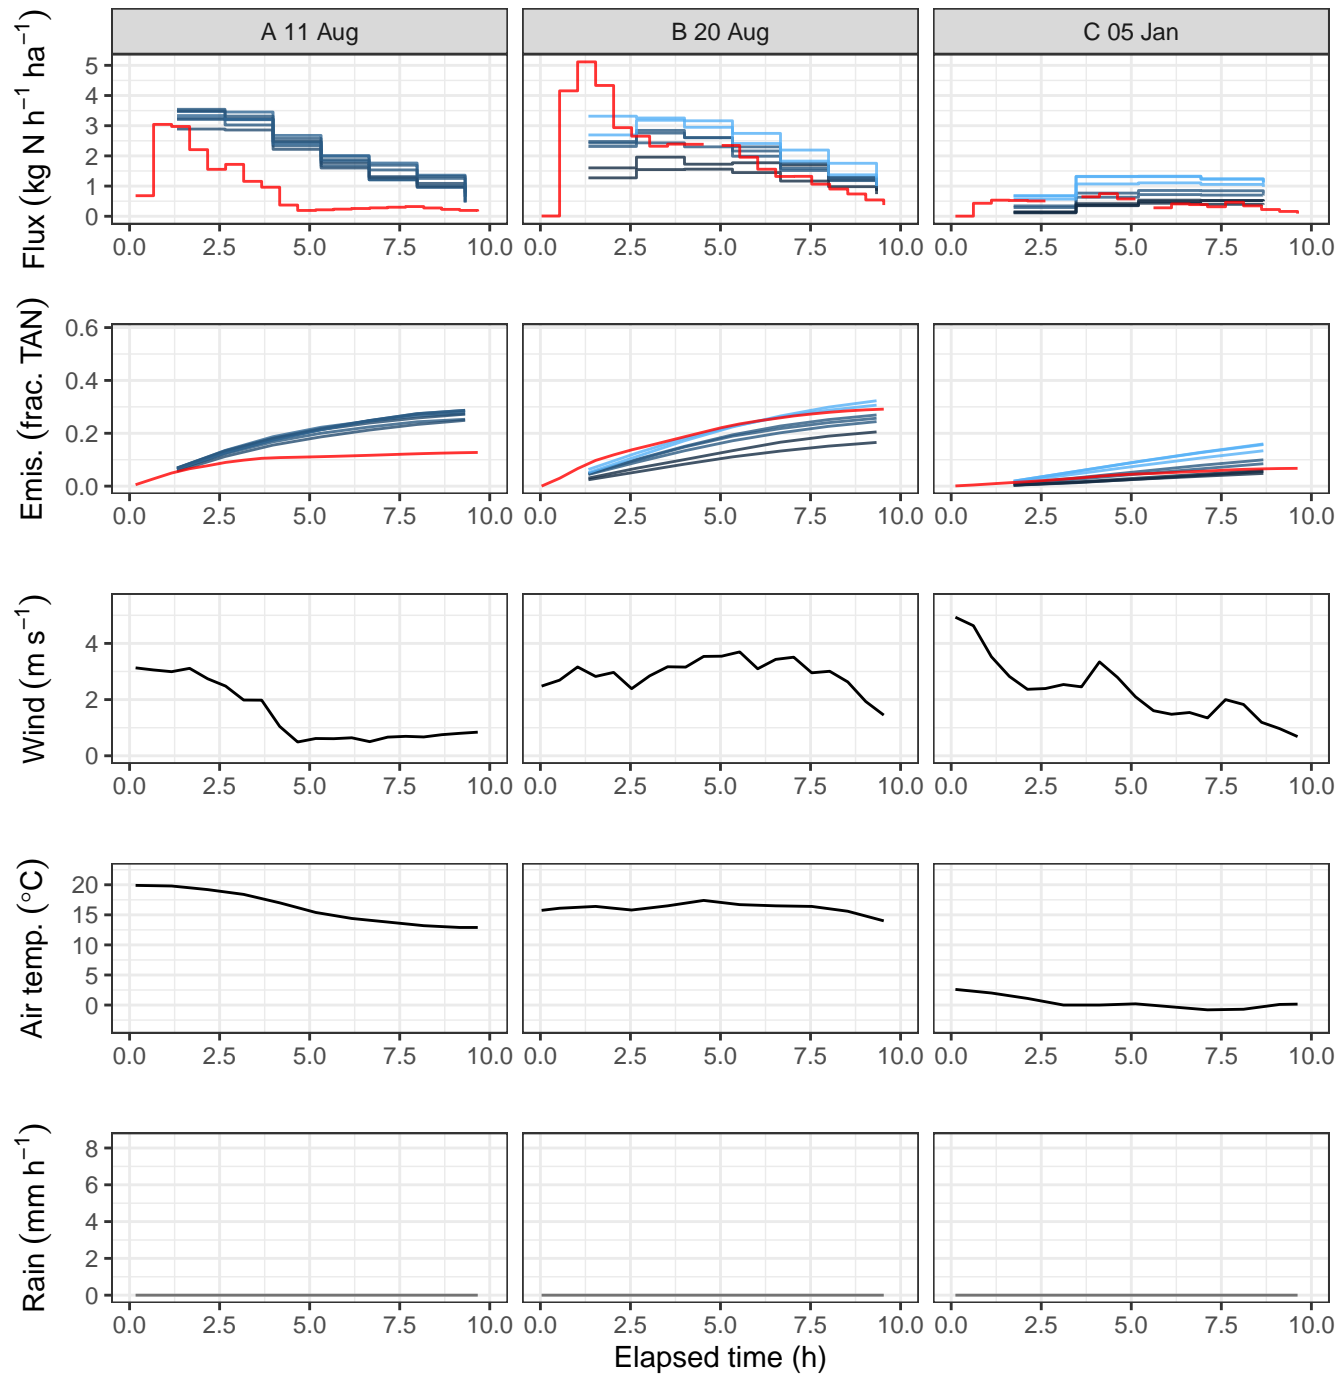 A 11 Aug
B 20 Aug
C 05 Jan
Flux (kg N h⁻¹ ha⁻¹)
5
4
3
2
1
0
0.0 2.5 5.0 7.5 10.0 0.0 2.5 5.0 7.5 10.0 0.0 2.5 5.0 7.5 10.0
Emis. (frac. TAN)
0.6
0.4
0.2
0.0
0.0 2.5 5.0 7.5 10.0 0.0 2.5 5.0 7.5 10.0 0.0 2.5 5.0 7.5 10.0
Wind (m s⁻¹)
4
2
0
0.0 2.5 5.0 7.5 10.0 0.0 2.5 5.0 7.5 10.0 0.0 2.5 5.0 7.5 10.0
Air temp. (°C)
20
15
10
5
0
0.0 2.5 5.0 7.5 10.0 0.0 2.5 5.0 7.5 10.0 0.0 2.5 5.0 7.5 10.0
Rain (mm h⁻¹)
8
6
4
2
0
0.0 2.5 5.0 7.5 10.0 0.0 2.5 5.0 7.5 10.0 0.0 2.5 5.0 7.5 10.0
Elapsed time (h)